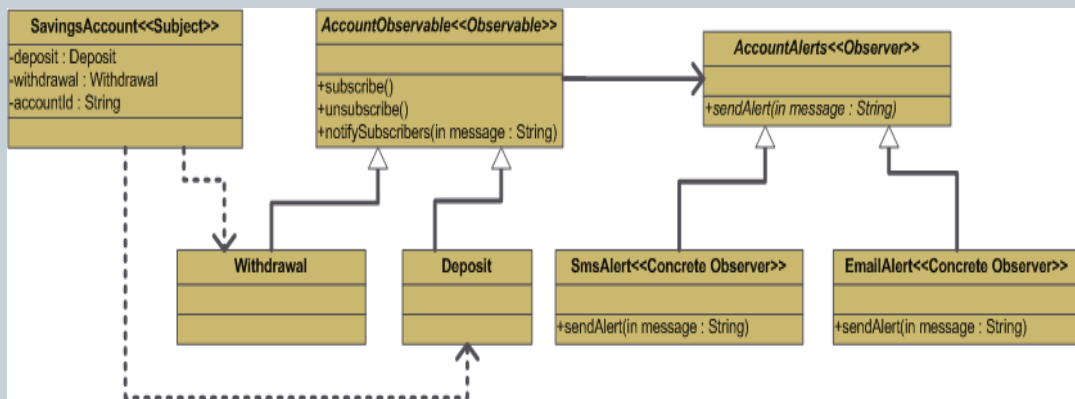 SavingsAccount<<Subject>>
-deposit : Deposit
-withdrawal : Withdrawal
-accountId : String
AccountObservable<<Observable>>
+subscribe()
+unsubscribe()
+notifySubscribers(in message : String)
AccountAlerts<<Observer>>
+sendAlert(in message : String)
Withdrawal
Deposit
SmsAlert<<Concrete Observer>>
+sendAlert(in message : String)
EmailAlert<<Concrete Observer>>
+sendAlert(in message : String)